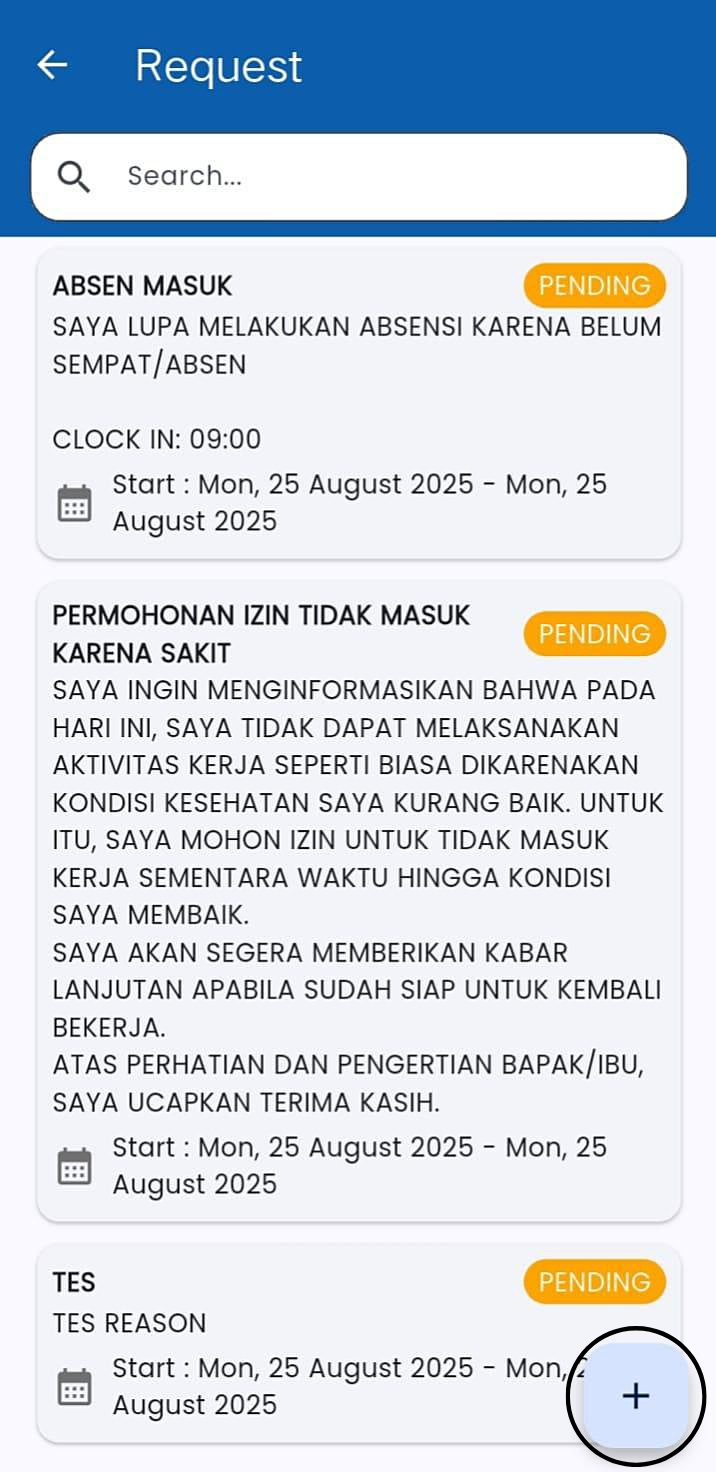 Request
Search...
ABSEN MASUK
PENDING
SAYA LUPA MELAKUKAN ABSENSI KARENA BELUM
SEMPAT/ABSEN
CLOCK IN: 09:00
Start : Mon, 25 August 2025 - Mon, 25
August 2025
PERMOHONAN IZIN TIDAK MASUK
KARENA SAKIT
PENDING
SAYA INGIN MENGINFORMASIKAN BAHWA PADA
HARI INI, SAYA TIDAK DAPAT MELAKSANAKAN
AKTIVITAS KERJA SEPERTI BIASA DIKARENAKAN
KONDISI KESEHATAN SAYA KURANG BAIK. UNTUK
ITU, SAYA MOHON IZIN UNTUK TIDAK MASUK
KERJA SEMENTARA WAKTU HINGGA KONDISI
SAYA MEMBAIK.
SAYA AKAN SEGERA MEMBERIKAN KABAR
LANJUTAN APABILA SUDAH SIAP UNTUK KEMBALI
BEKERJA.
ATAS PERHATIAN DAN PENGERTIAN BAPAK/IBU,
SAYA UCAPKAN TERIMA KASIH.
Start : Mon, 25 August 2025 - Mon, 25
August 2025
TES
PENDING
TES REASON
Start : Mon, 25 August 2025 - Mon,
August 2025
+